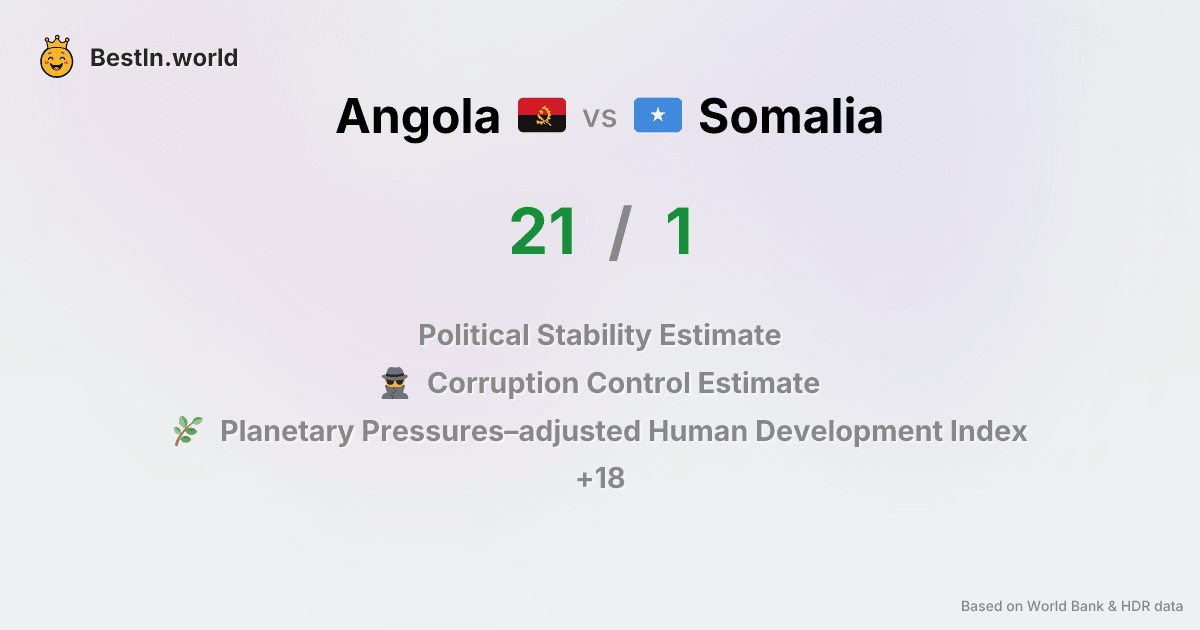 BestIn.world
Angola vs Somalia
21 / 1
Political Stability Estimate
Corruption Control Estimate
Planetary Pressures–adjusted Human Development Index
+18
Based on World Bank & HDR data